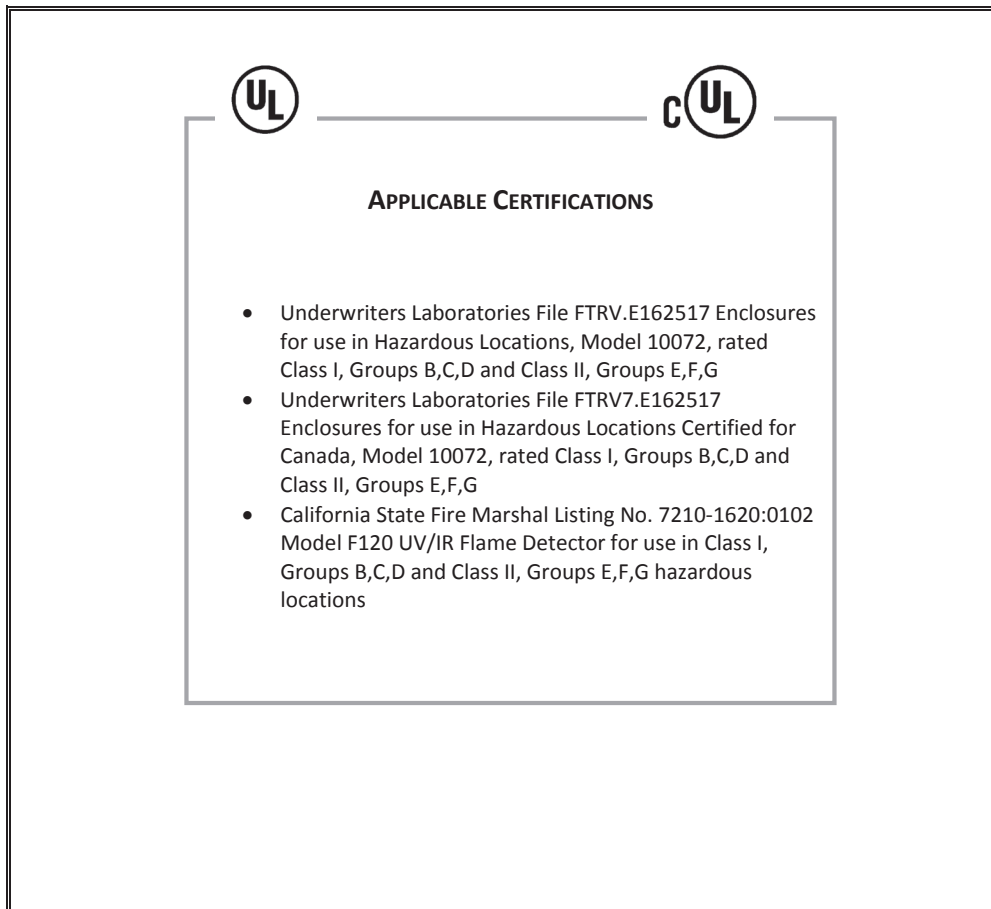 UL
C UL
APPLICABLE CERTIFICATIONS
• Underwriters Laboratories File FTRV.E162517 Enclosures
for use in Hazardous Locations, Model 10072, rated
Class I, Groups B,C,D and Class II, Groups E,F,G
• Underwriters Laboratories File FTRV7.E162517
Enclosures for use in Hazardous Locations Certified for
Canada, Model 10072, rated Class I, Groups B,C,D and
Class II, Groups E,F,G
• California State Fire Marshal Listing No. 7210-1620:0102
Model F120 UV/IR Flame Detector for use in Class I,
Groups B,C,D and Class II, Groups E,F,G hazardous
locations